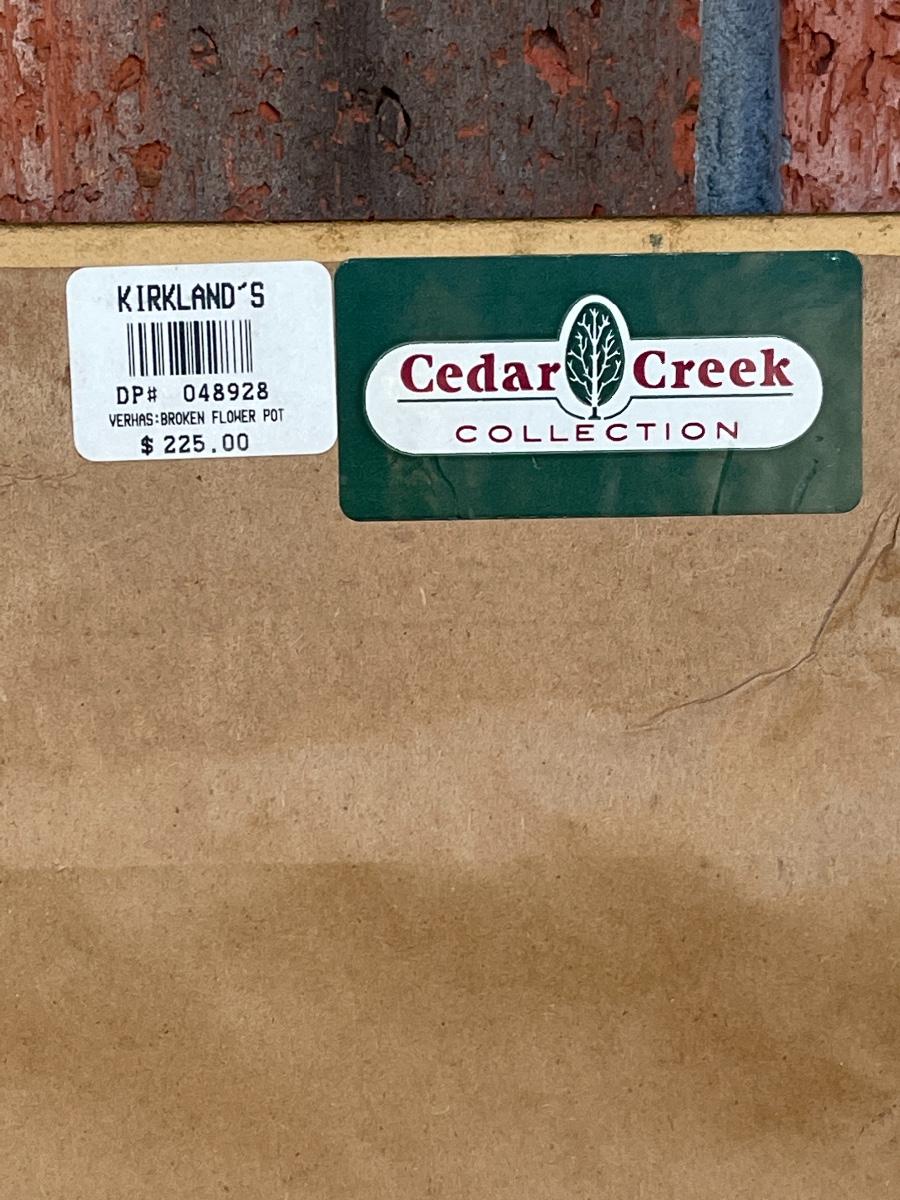 KIRKLAND'S
DP# 048928
VERHAS:BROKEN FLOWER POT
$ 225.00
Cedar Creek
COLLECTION